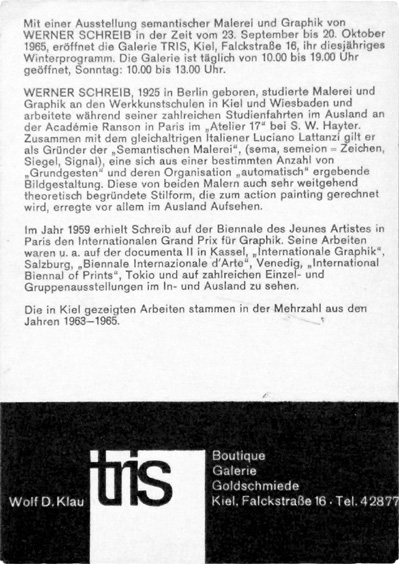 Mit einer Ausstellung semantischer Malerei und Graphik von
WERNER SCHREIB in der Zeit vom 23. September bis 20. Oktober
1965, eröffnet die Galerie TRIS, Kiel, Falckstraße 16, ihr diesjähriges
Winterprogramm. Die Galerie ist täglich von 10.00 bis 19.00 Uhr
geöffnet, Sonntag: 10.00 bis 13.00 Uhr.
WERNER SCHREIB, 1925 in Berlin geboren, studierte Malerei und
Graphik an den Werkkunstschulen in Kiel und Wiesbaden und
arbeitete während seiner zahlreichen Studienfahrten im Ausland an
der Académie Ranson in Paris im „Atelier 17“ bei S. W. Hayter.
Zusammen mit dem gleichaltrigen Italiener Luciano Lattanzi gilt er
als Gründer der „Semantischen Malerei“, (sema, semeion = Zeichen,
Siegel, Signal), eine sich aus einer bestimmten Anzahl von
„Grundgesten“ und deren Organisation „automatisch“ ergebende
Bildgestaltung. Diese von beiden Malern auch sehr weitgehend
theoretisch begründete Stilform, die zum action painting gerechnet
wird, erregte vor allem im Ausland Aufsehen.
Im Jahr 1959 erhielt Schreib auf der Biennale des Jeunes Artistes in
Paris den Internationalen Grand Prix für Graphik. Seine Arbeiten
waren u. a. auf der documenta II in Kassel, „Internationale Graphik“,
Salzburg, „Biennale Internazionale d'Arte“, Venedig, „International
Biennal of Prints“, Tokio und auf zahlreichen Einzel- und
Gruppenausstellungen im In- und Ausland zu sehen.
Die in Kiel gezeigten Arbeiten stammen in der Mehrzahl aus den
Jahren 1963–1965.
Wolf D. Klau
tris
Boutique
Galerie
Goldschmiede
Kiel, Falckstraße 16 · Tel. 42877